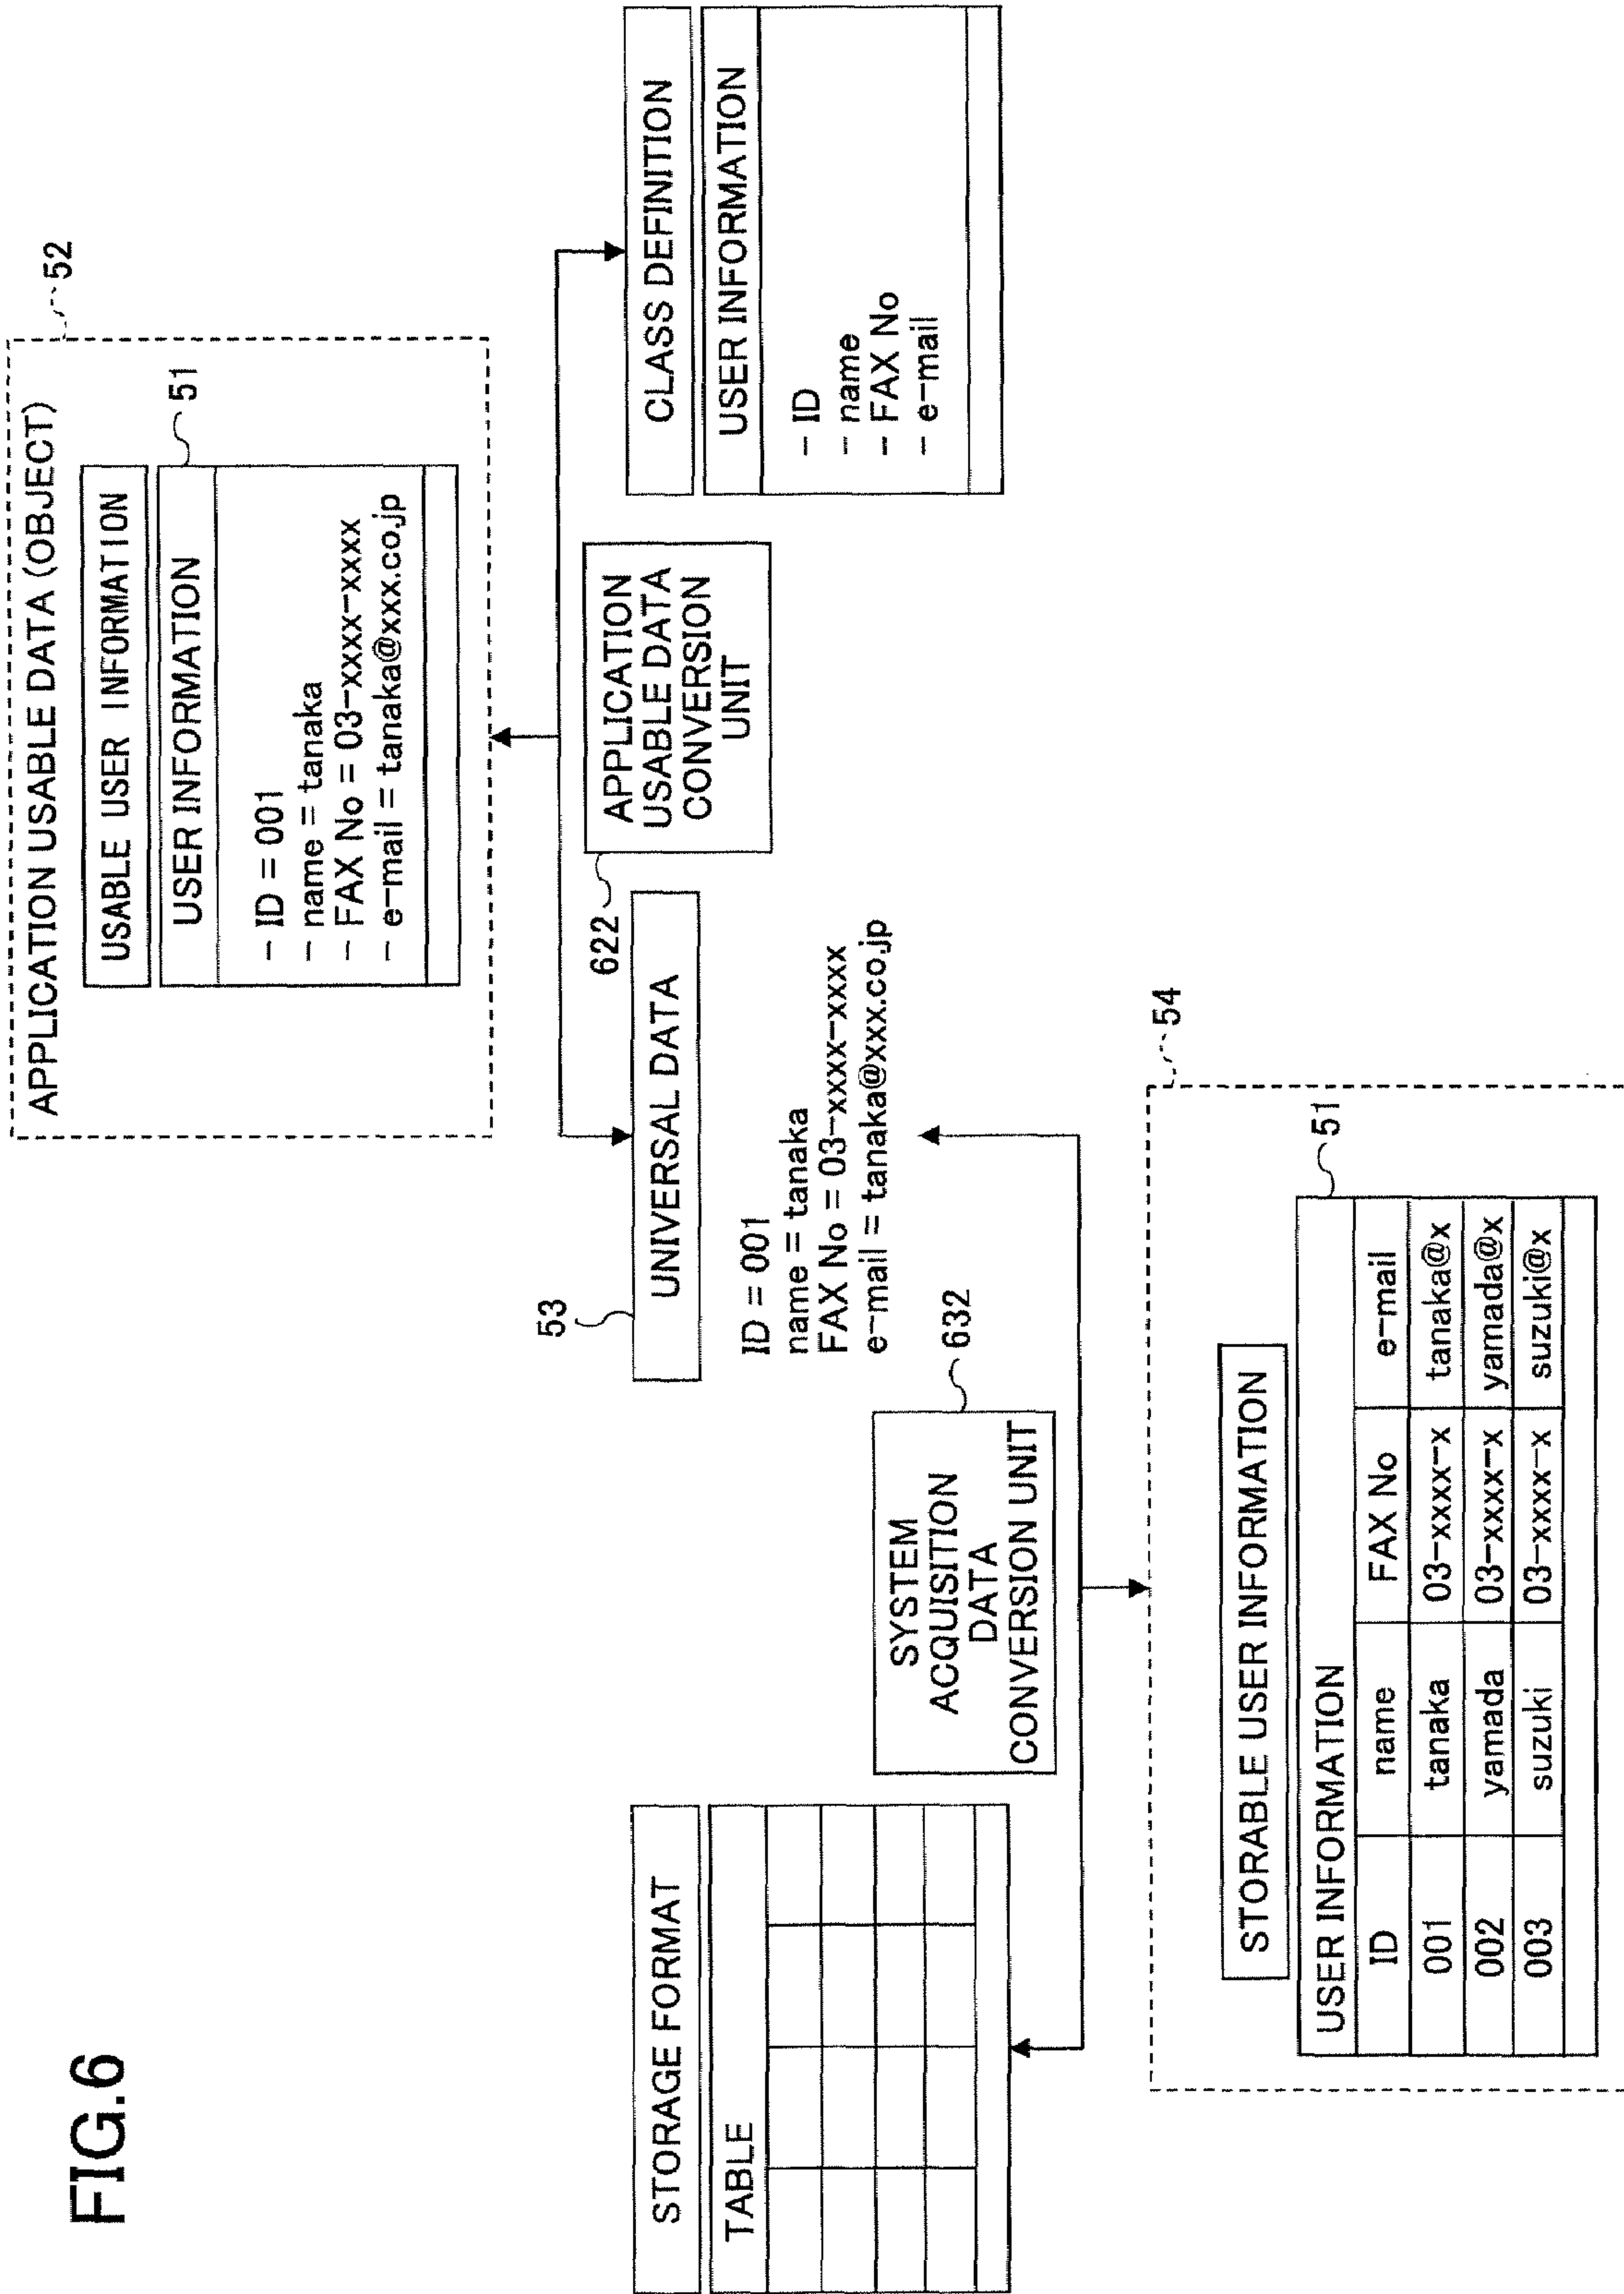 FIG.6
APPLICATION USABLE DATA (OBJECT)
52
USABLE USER INFORMATION
USER INFORMATION
51
- ID = 001
- name = tanaka
- FAX No = 03-xxxx-xxxx
- e-mail = tanaka@xxx.co.jp
STORAGE FORMAT
TABLE
53
UNIVERSAL DATA
ID = 001
name = tanaka
FAX No = 03-xxxx-xxxx
e-mail = tanaka@xxx.co.jp
622
APPLICATION
USABLE DATA
CONVERSION
UNIT
CLASS DEFINITION
USER INFORMATION
- ID
- name
- FAX No
- e-mail
SYSTEM
ACQUISITION
DATA
CONVERSION UNIT
632
54
STORABLE USER INFORMATION
USER INFORMATION
51
ID name FAX No e-mail
001 tanaka 03-xxxx-x tanaka@x
002 yamada 03-xxxx-x yamada@x
003 suzuki 03-xxxx-x suzuki@x